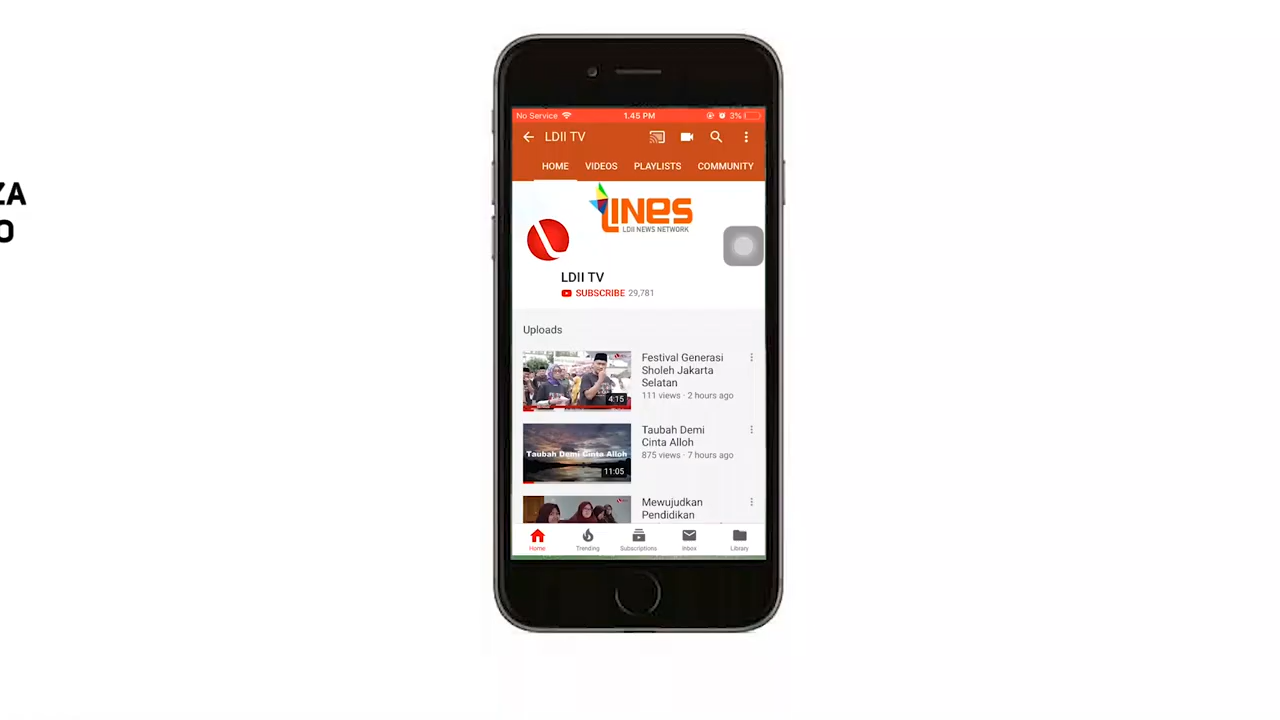 ZA
O
No Service 1.45 PM 3%
LDII TV
HOME VIDEOS PLAYLISTS COMMUNITY
LINES
LDII NEWS NETWORK
LDII TV
SUBSCRIBE 29,781
Uploads
Festival Generasi
Sholeh Jakarta
Selatan
111 views · 2 hours ago
4:15
Taubah Demi
Cinta Alloh
875 views · 7 hours ago
Taubah Demi Cinta Alloh
11:05
Mewujudkan
Pendidikan
Home Trending Subscriptions Inbox Library